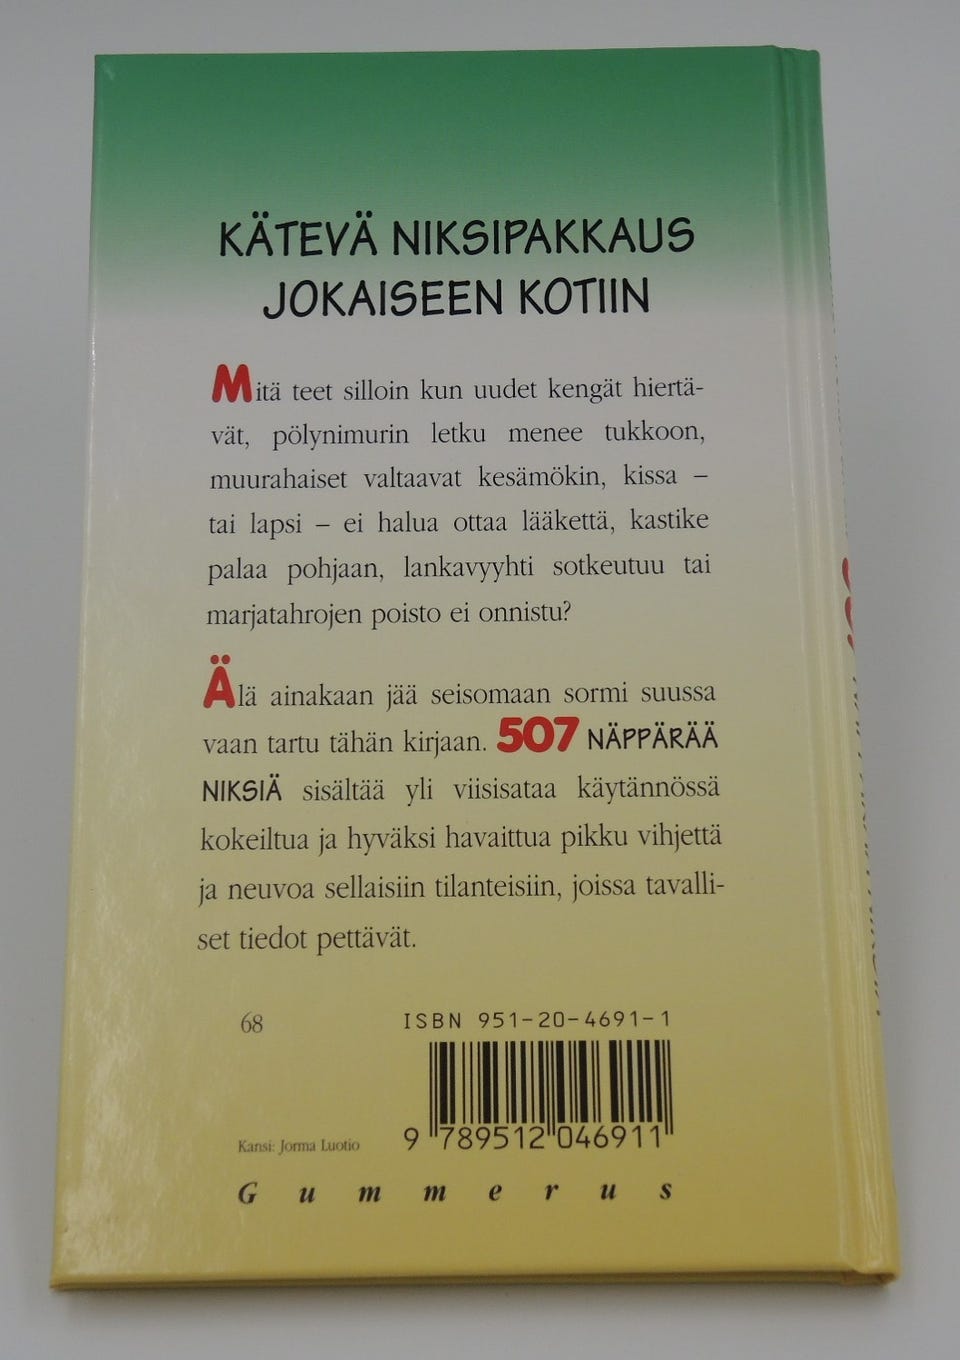 KÄTEVÄ NIKSIPAKKAUS
JOKAISEEN KOTIIN
Mitä teet silloin kun uudet kengät hiertä-
vät, pölynimurin letku menee tukkoon,
muurahaiset valtaavat kesämökin, kissa –
tai lapsi – ei halua ottaa lääkettä, kastike
palaa pohjaan, lankavyyhti sotkeutuu tai
marjatahrojen poisto ei onnistu?
Älä ainakaan jää seisomaan sormi suussa
vaan tartu tähän kirjaan. 507 NÄPPÄRÄÄ
NIKSIÄ sisältää yli viisisataa käytännössä
kokeiltua ja hyväksi havaittua pikku vihjettä
ja neuvoa sellaisiin tilanteisiin, joissa tavalli-
set tiedot pettävät.
68
ISBN 951-20-4691-1
9 789512 046911
Kansi: Jorma Luotio
Gummerus